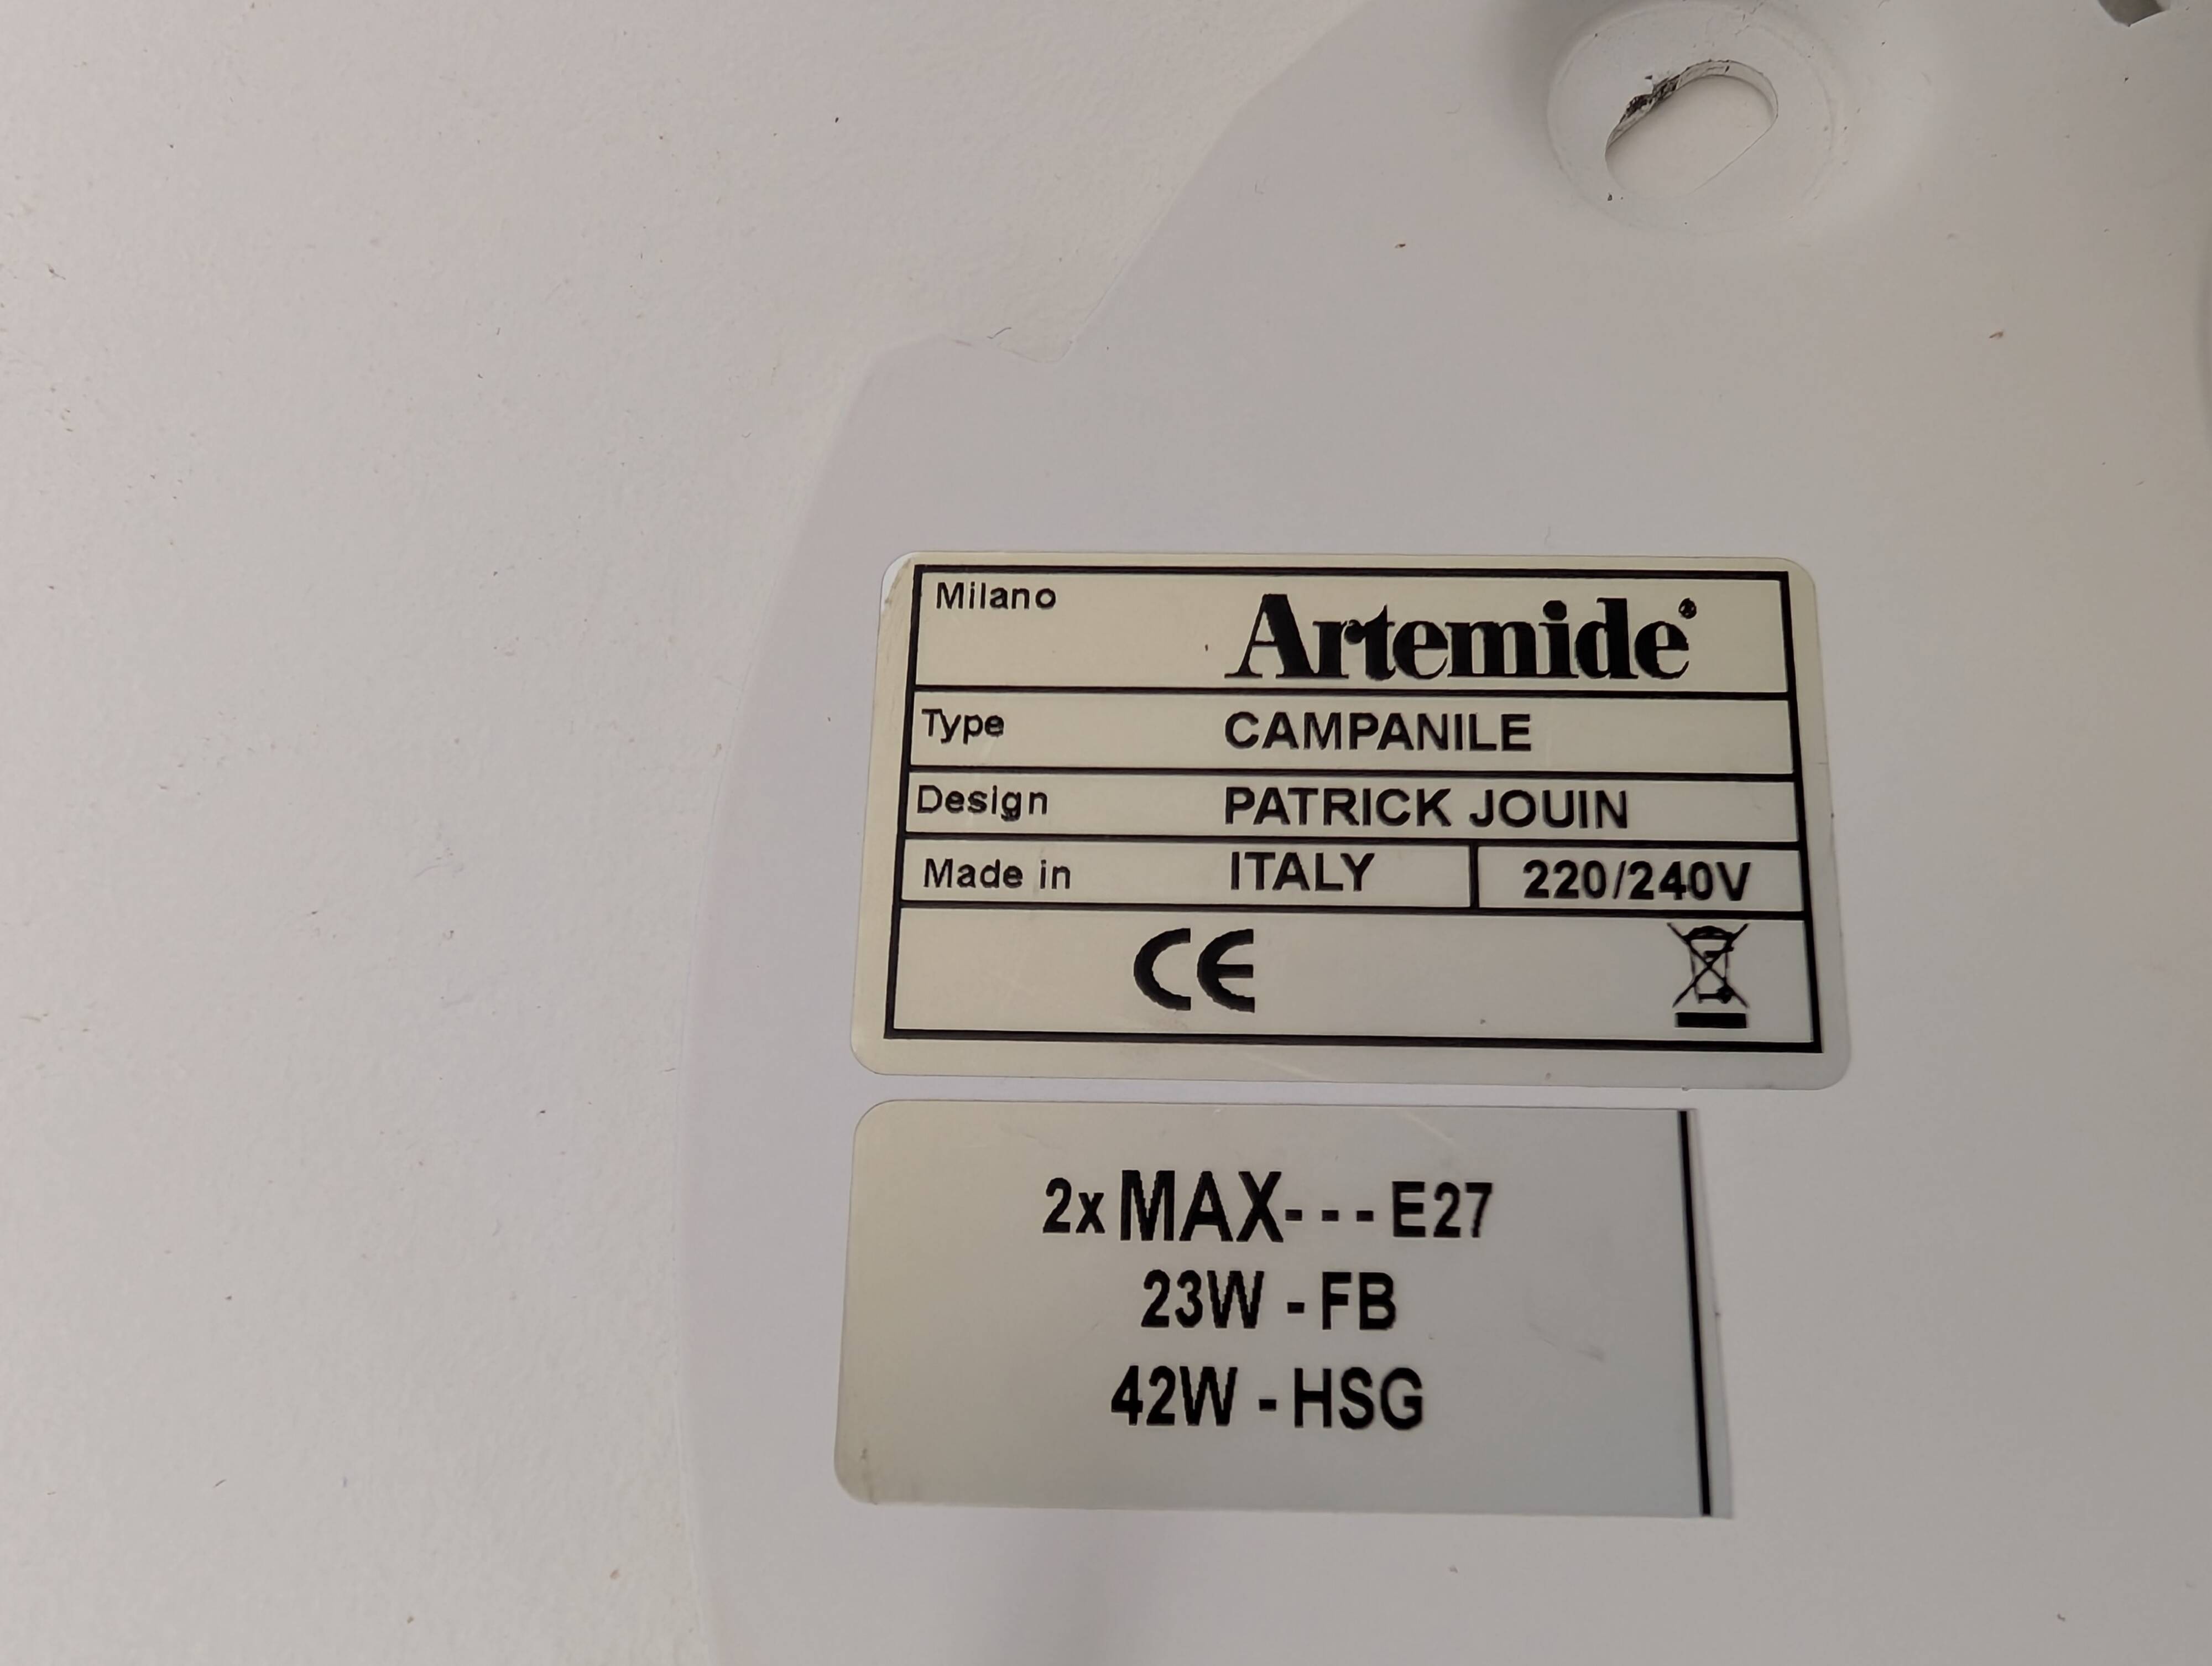 Milano Artemide®
Type CAMPANILE
Design PATRICK JOUIN
Made in ITALY 220/240V
CE
2x MAX---E27
23W - FB
42W - HSG